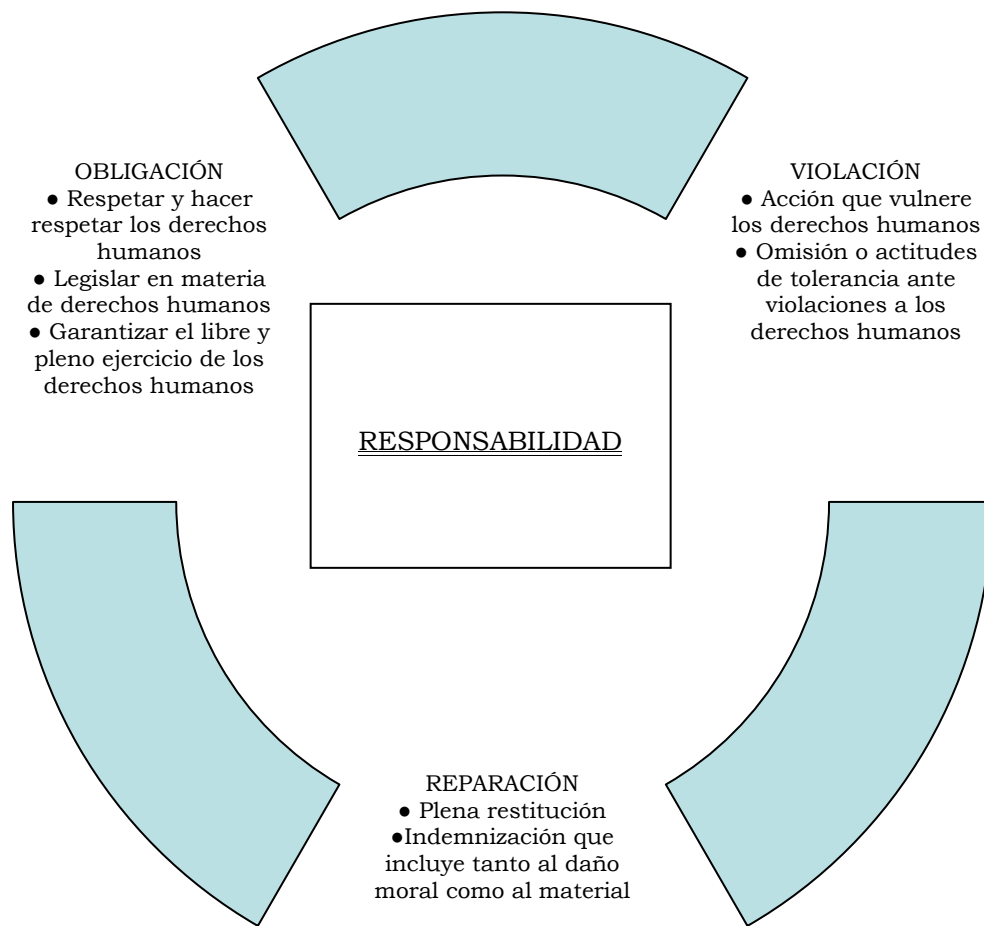 OBLIGACIÓN
● Respetar y hacer
respetar los derechos
humanos
● Legislar en materia
de derechos humanos
● Garantizar el libre y
pleno ejercicio de los
derechos humanos
VIOLACIÓN
● Acción que vulnere
los derechos humanos
● Omisión o actitudes
de tolerancia ante
violaciones a los
derechos humanos
RESPONSABILIDAD
REPARACIÓN
● Plena restitución
●Indemnización que
incluye tanto al daño
moral como al material